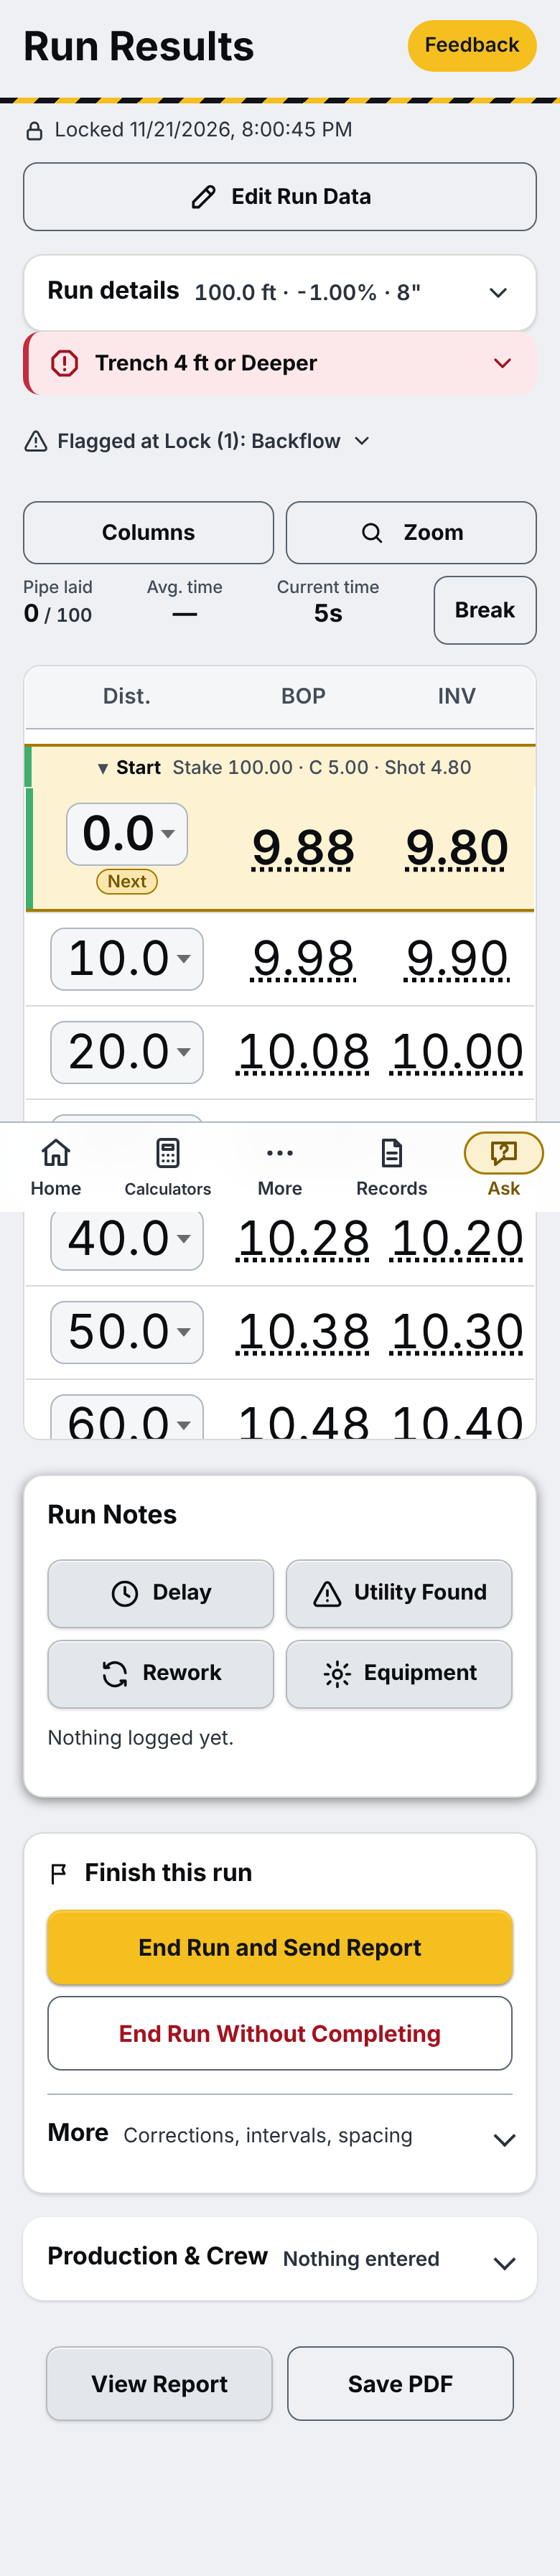 Run Results
Feedback
Locked 11/21/2026, 8:00:45 PM
Edit Run Data
Run details 100.0 ft · -1.00% · 8"
Trench 4 ft or Deeper
Flagged at Lock (1): Backflow
Columns
Zoom
Pipe laid
0 / 100
Avg. time
—
Current time
5s
Break
Dist. BOP INV
▾ Start Stake 100.00 · C 5.00 · Shot 4.80
0.0 9.88 9.80
Next
10.0 9.98 9.90
20.0 10.08 10.00
Home
Calculators
More
Records
Ask
40.0 10.28 10.20
50.0 10.38 10.30
60.0 10.48 10.40
Run Notes
Delay
Utility Found
Rework
Equipment
Nothing logged yet.
Finish this run
End Run and Send Report
End Run Without Completing
More Corrections, intervals, spacing
Production & Crew Nothing entered
View Report
Save PDF